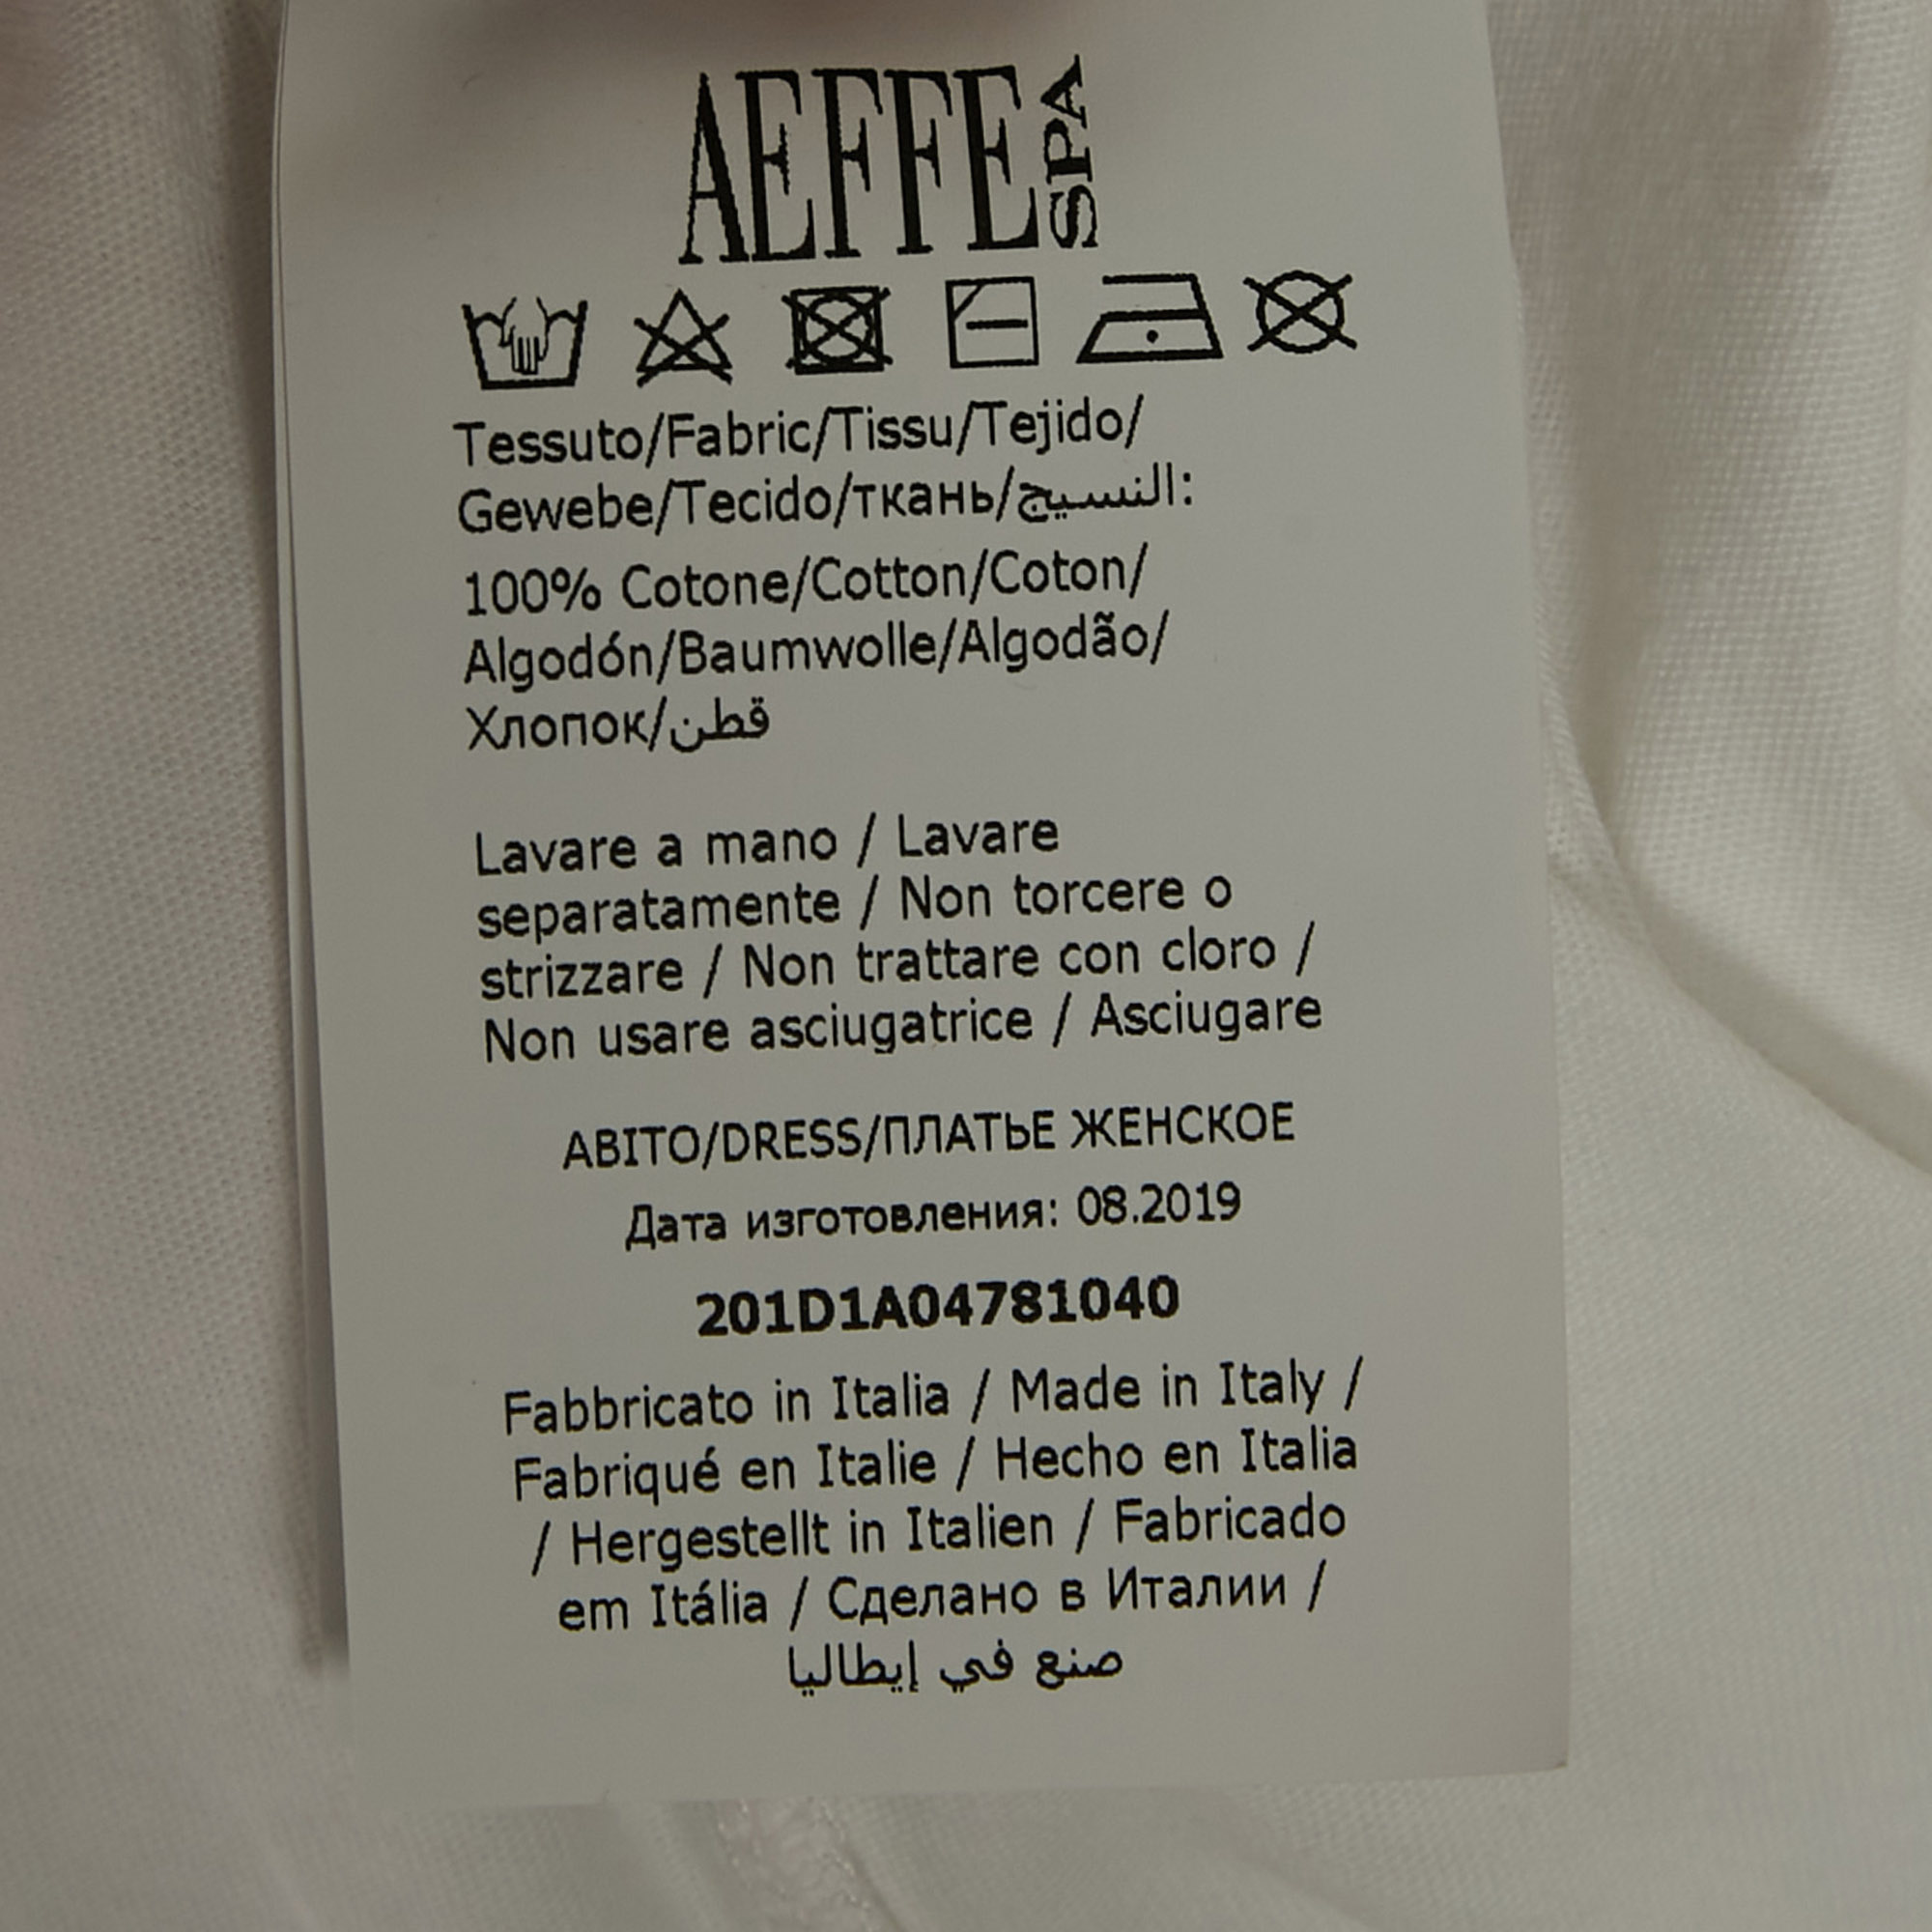 AEFFE SPA
Tessuto/Fabric/Tissu/Tejido/
Gewebe/Tecido/ткань/النسيج:
100% Cotone/Cotton/Coton/
Algodón/Baumwolle/Algodão/
Хлопок/قطن
Lavare a mano / Lavare
separatamente / Non torcere o
strizzare / Non trattare con cloro /
Non usare asciugatrice / Asciugare
ABITO/DRESS/ПЛАТЬЕ ЖЕНСКОЕ
Дата изготовления: 08.2019
201D1A04781040
Fabbricato in Italia / Made in Italy /
Fabriqué en Italie / Hecho en Italia
/ Hergestellt in Italien / Fabricado
em Itália / Сделано в Италии /
صنع في إيطاليا